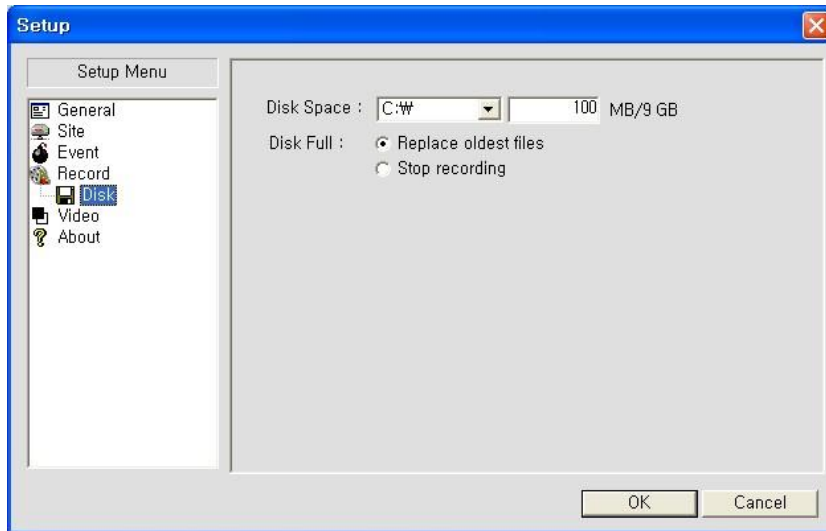 Setup
Setup Menu
General
Site
Event
Record
Disk
Video
About
Disk Space : C:₩ 100 MB/9 GB
Disk Full : Replace oldest files
Stop recording
OK Cancel